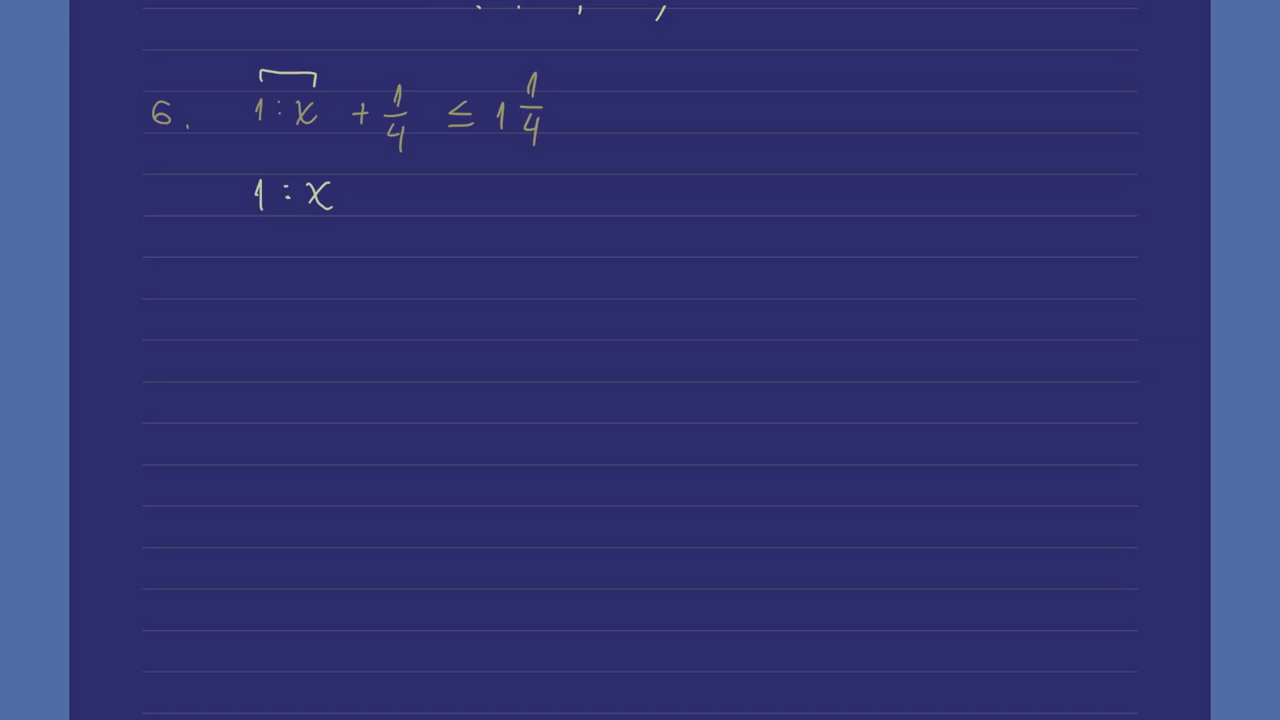 6. 1 : x + 1/4 ≤ 1 1/4
1 : x